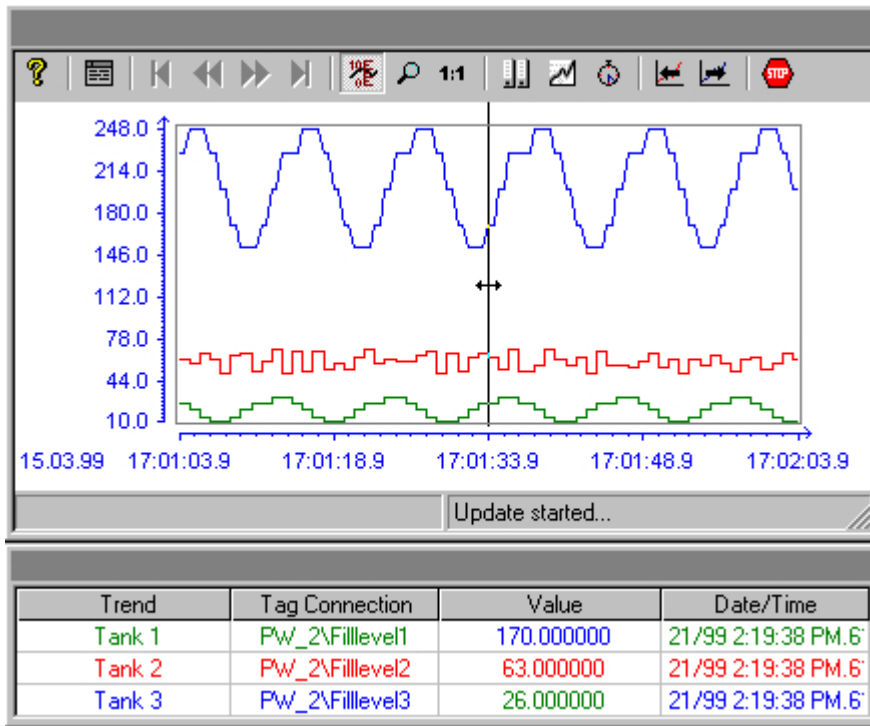 1:1
STOP
248.0
214.0
180.0
146.0
112.0
78.0
44.0
10.0
15.03.99 17:01:03.9 17:01:18.9 17:01:33.9 17:01:48.9 17:02:03.9
Update started...
Trend Tag Connection Value Date/Time
Tank 1 PW_2\Filllevel1 170.000000 21/99 2:19:38 PM.6
Tank 2 PW_2\Filllevel2 63.000000 21/99 2:19:38 PM.6
Tank 3 PW_2\Filllevel3 26.000000 21/99 2:19:38 PM.6